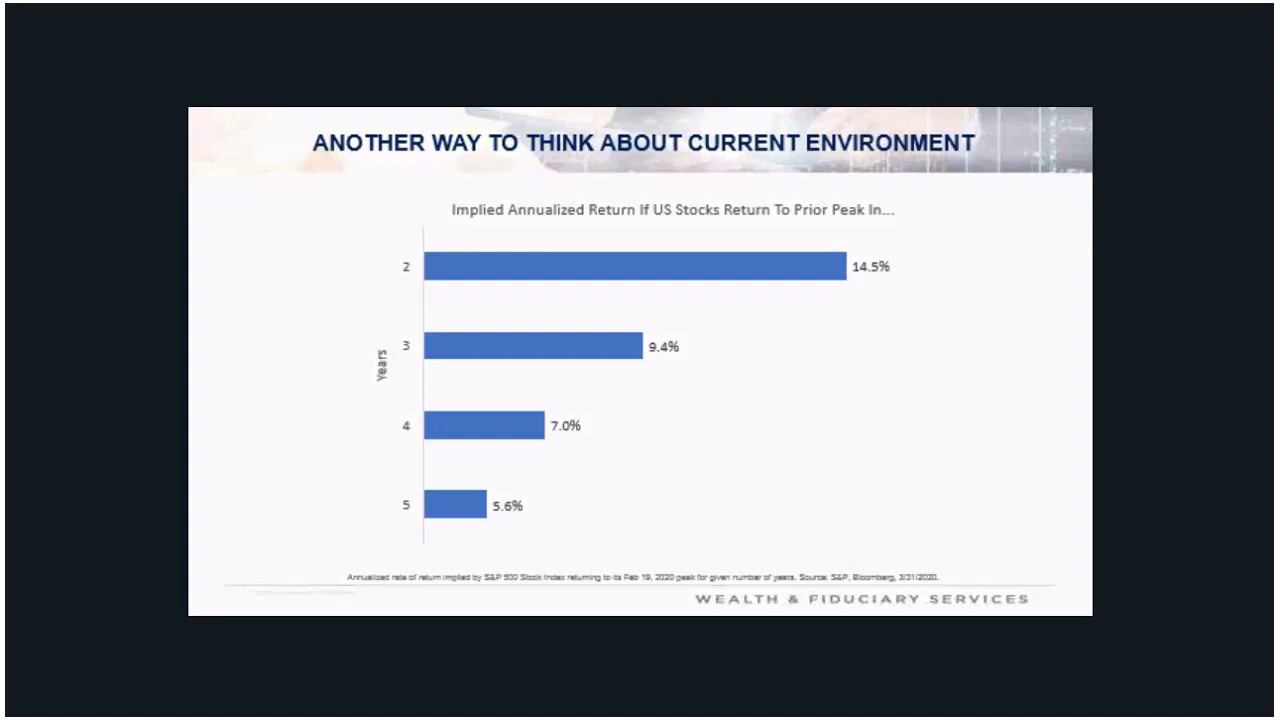 ANOTHER WAY TO THINK ABOUT CURRENT ENVIRONMENT
Implied Annualized Return If US Stocks Return To Prior Peak In...
2
14.5%
3
9.4%
Years
4
7.0%
5
5.6%
Annualized rate of return implied by S&P 500 Stock Index returning to its Feb 19, 2020 peak for given number of years. Source: S&P, Bloomberg, 3/31/2020.
WEALTH & FIDUCIARY SERVICES